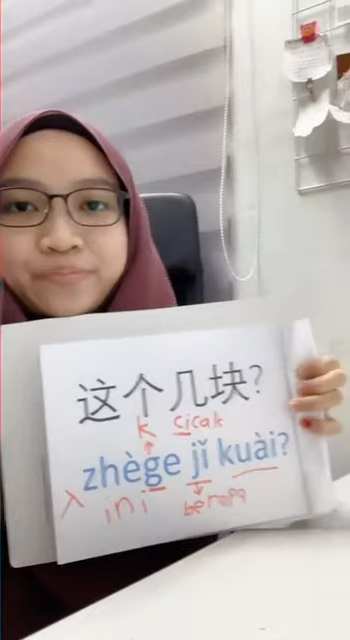 这个几块?
k cicak
zhège jǐ kuài?
ini berapa